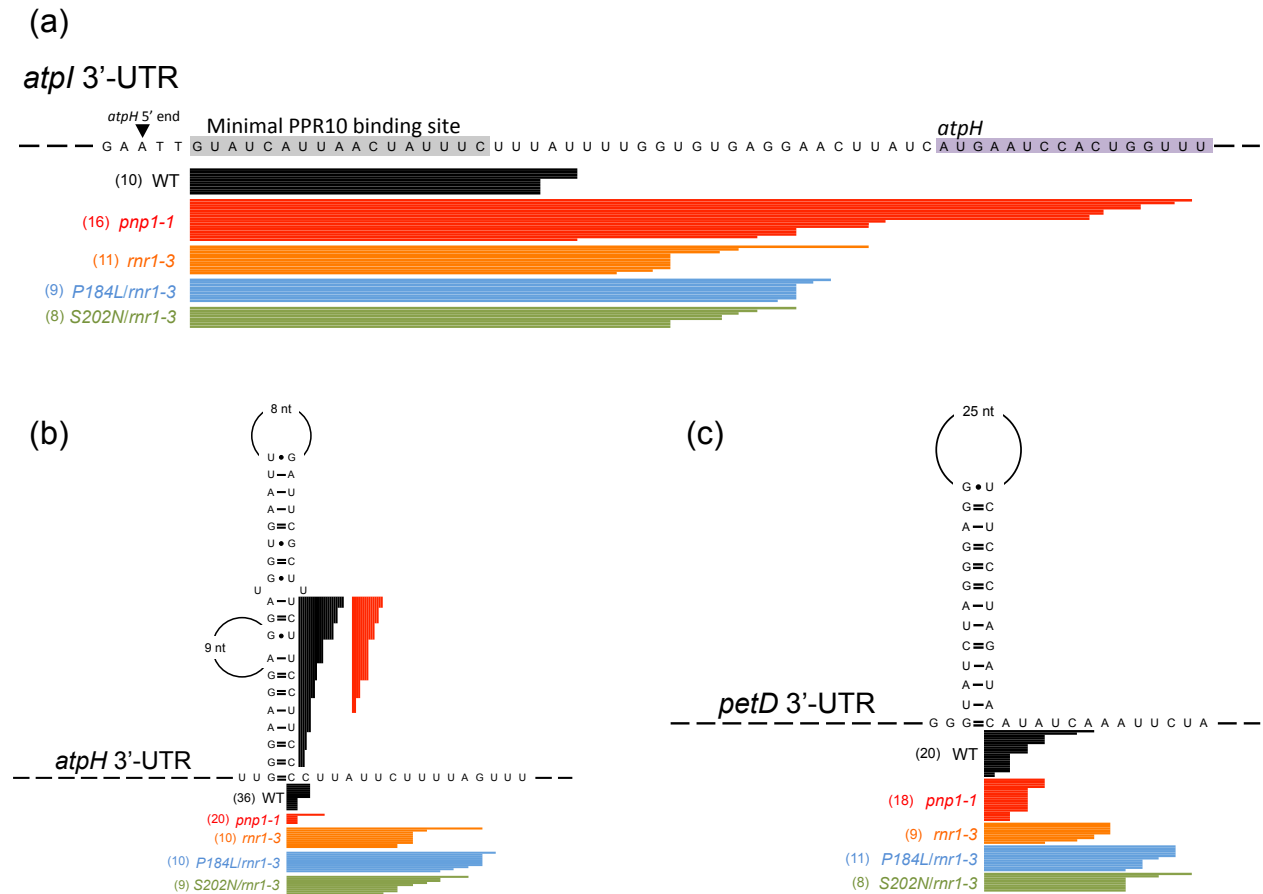 (a)
atpI 3'-UTR
atpH 5' end
Minimal PPR10 binding site
atpH
G A A T T G U A U C A U U A A C U A U U U C U U U A U U U U G G U G U G A G G A A C U U A U C A U G A A U C C A C U G G U U U
(10) WT
(16) pnp1-1
(11) rnr1-3
(9) P184L/rnr1-3
(8) S202N/rnr1-3
(b)
8 nt
U • G
U A
A U
A U
G C
U • G
G C
G • U
U U
A U
G C
G • U
9 nt
A U
G C
G C
A U
A U
G C
G C
atpH 3'-UTR
U U G C C U U A U U C U U U U A G U U U
(36) WT
(20) pnp1-1
(10) rnr1-3
(10) P184L/rnr1-3
(9) S202N/rnr1-3
(c)
25 nt
G • U
G C
A U
G C
G C
G C
A U
U A
C G
U A
A U
U A
petD 3'-UTR
G G G C A U A U C A A A U U C U A
(20) WT
(18) pnp1-1
(9) rnr1-3
(11) P184L/rnr1-3
(8) S202N/rnr1-3